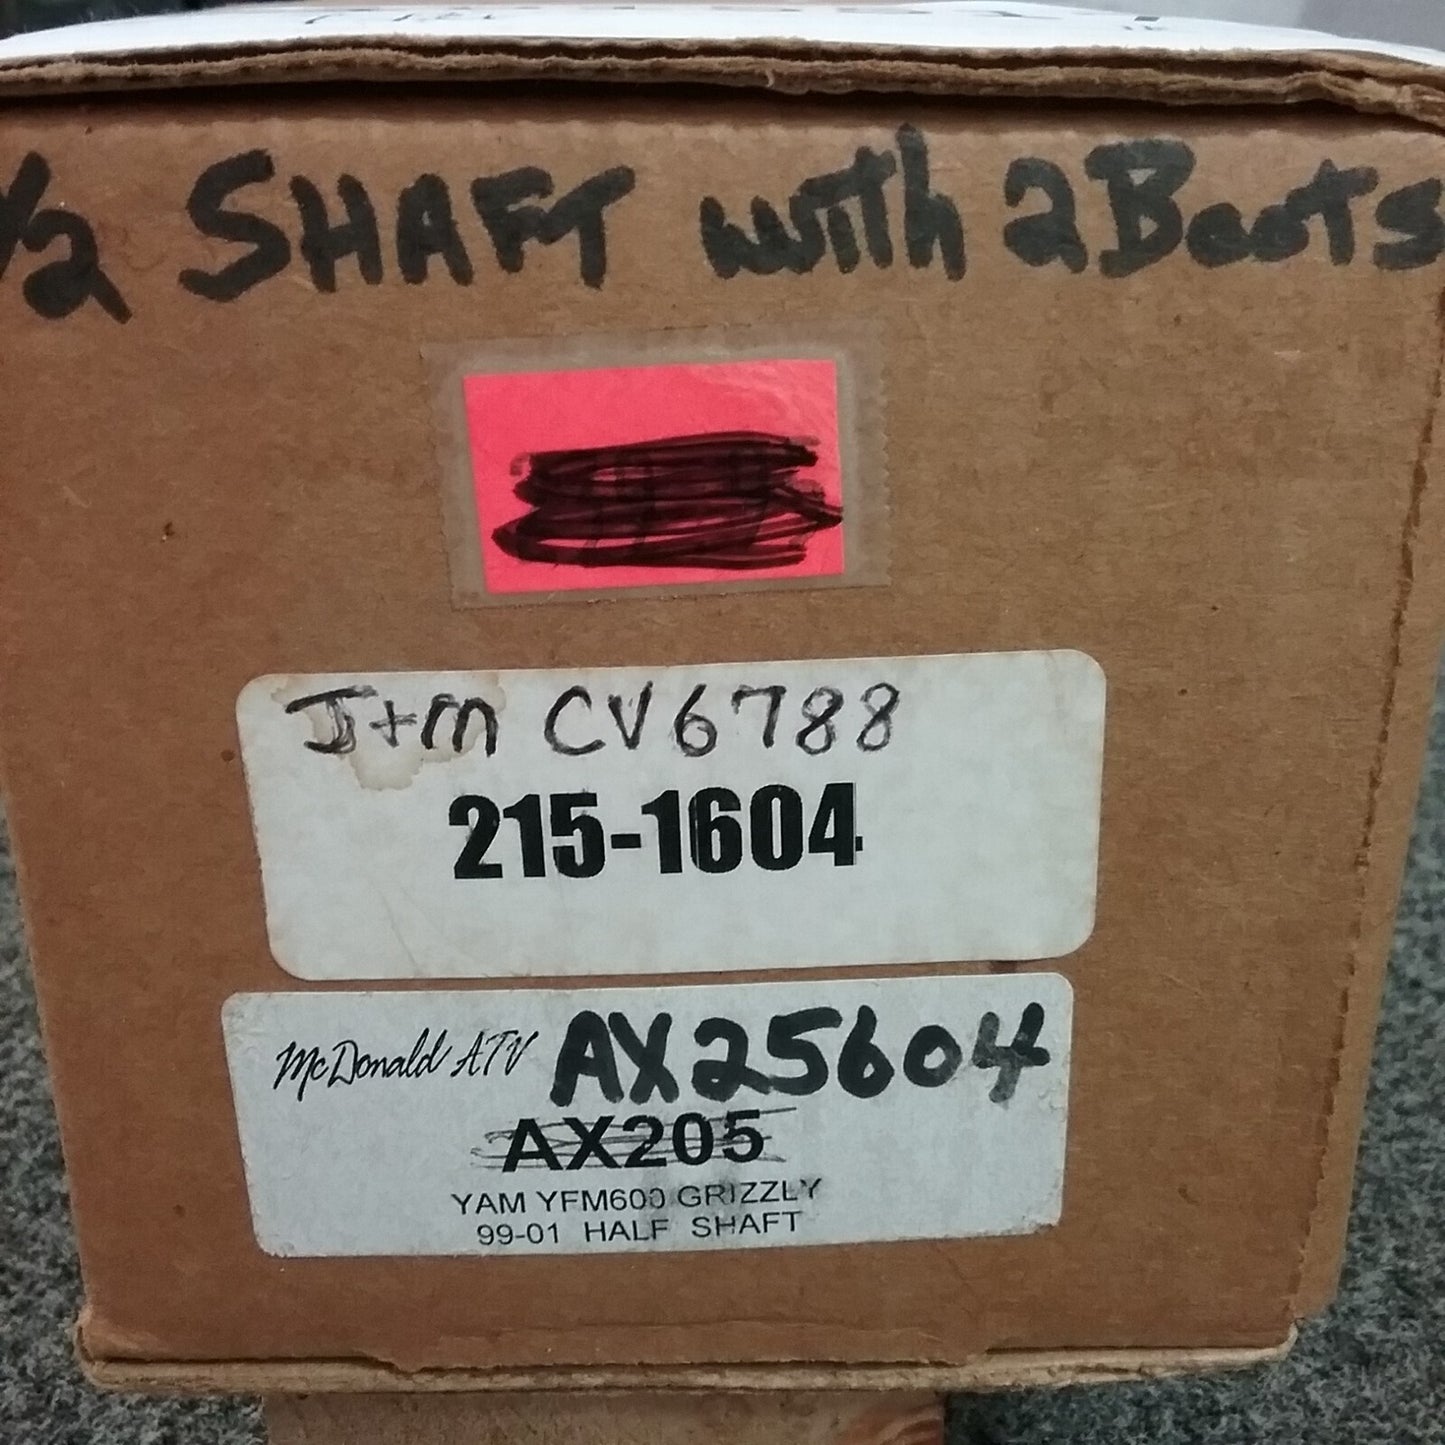 1/2 SHAFT with 2 Boots
J+M CV6788
215-1604
McDonald ATV AX25604
AX205
YAM YFM600 GRIZZLY
99-01 HALF SHAFT